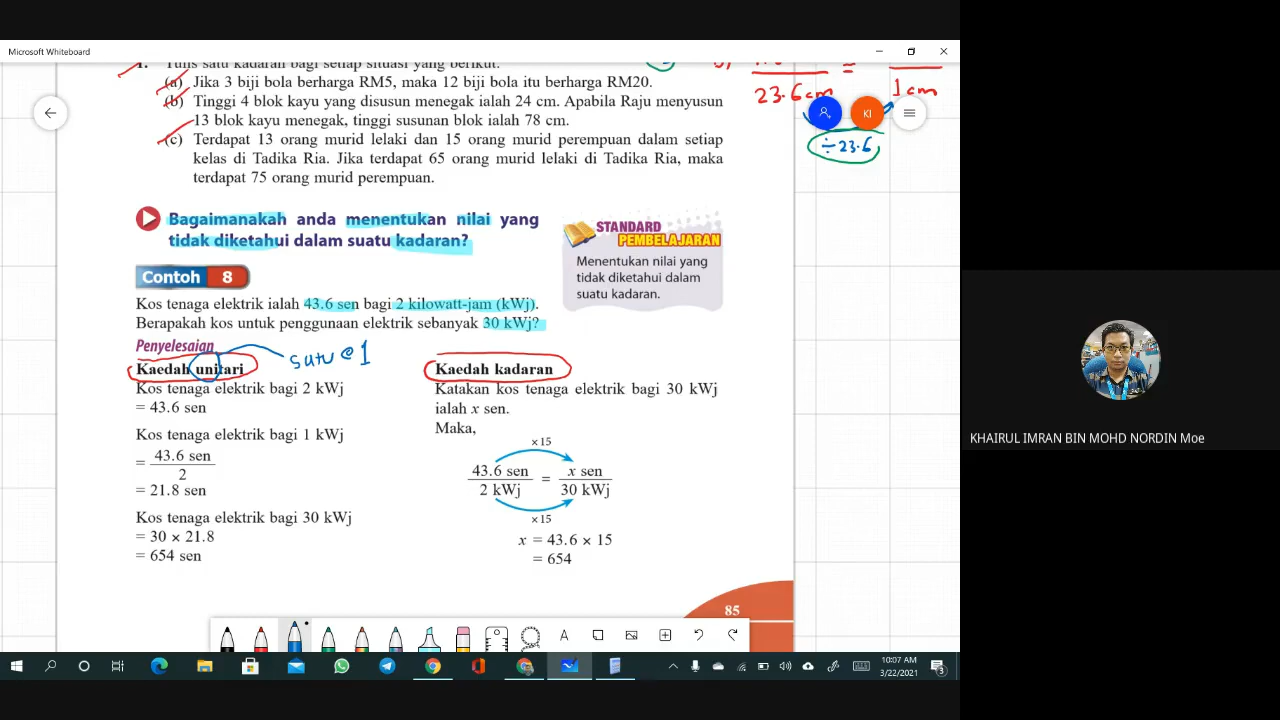 Microsoft Whiteboard
1. Tulis satu kadaran bagi setiap situasi yang berikut.
(a) Jika 3 biji bola berharga RM5, maka 12 biji bola itu berharga RM20.
(b) Tinggi 4 blok kayu yang disusun menegak ialah 24 cm. Apabila Raju menyusun
13 blok kayu menegak, tinggi susunan blok ialah 78 cm.
(c) Terdapat 13 orang murid lelaki dan 15 orang murid perempuan dalam setiap
kelas di Tadika Ria. Jika terdapat 65 orang murid lelaki di Tadika Ria, maka
terdapat 75 orang murid perempuan.
=
23.6 cm
1 cm
KI
÷ 23.6
Bagaimanakah anda menentukan nilai yang
tidak diketahui dalam suatu kadaran?
STANDARD
PEMBELAJARAN
Menentukan nilai yang
tidak diketahui dalam
suatu kadaran.
Contoh 8
Kos tenaga elektrik ialah 43.6 sen bagi 2 kilowatt-jam (kWj).
Berapakah kos untuk penggunaan elektrik sebanyak 30 kWj?
Penyelesaian
satu @ 1
Kaedah unitari
Kos tenaga elektrik bagi 2 kWj
= 43.6 sen
Kos tenaga elektrik bagi 1 kWj
= 43.6 sen
2
= 21.8 sen
Kos tenaga elektrik bagi 30 kWj
= 30 × 21.8
= 654 sen
Kaedah kadaran
Katakan kos tenaga elektrik bagi 30 kWj
ialah x sen.
Maka,
×15
43.6 sen = x sen
2 kWj 30 kWj
×15
x = 43.6 × 15
= 654
85
KHAIRUL IMRAN BIN MOHD NORDIN Moe
A
10:07 AM
3/22/2021
3